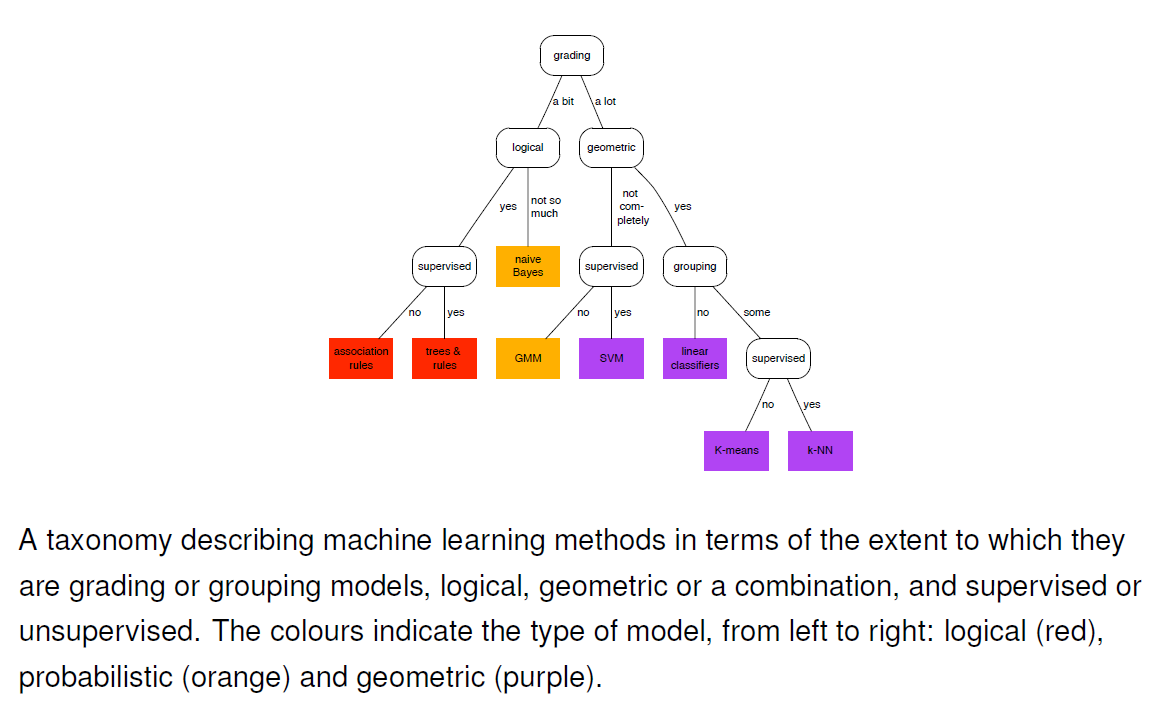 grading
a bit
a lot
logical
geometric
yes
not so
much
not
com-
pletely
yes
supervised
naive
Bayes
supervised
grouping
no
yes
no
yes
no
some
association
rules
trees &
rules
GMM
SVM
linear
classifiers
supervised
no
yes
K-means
k-NN
A taxonomy describing machine learning methods in terms of the extent to which they
are grading or grouping models, logical, geometric or a combination, and supervised or
unsupervised. The colours indicate the type of model, from left to right: logical (red),
probabilistic (orange) and geometric (purple).